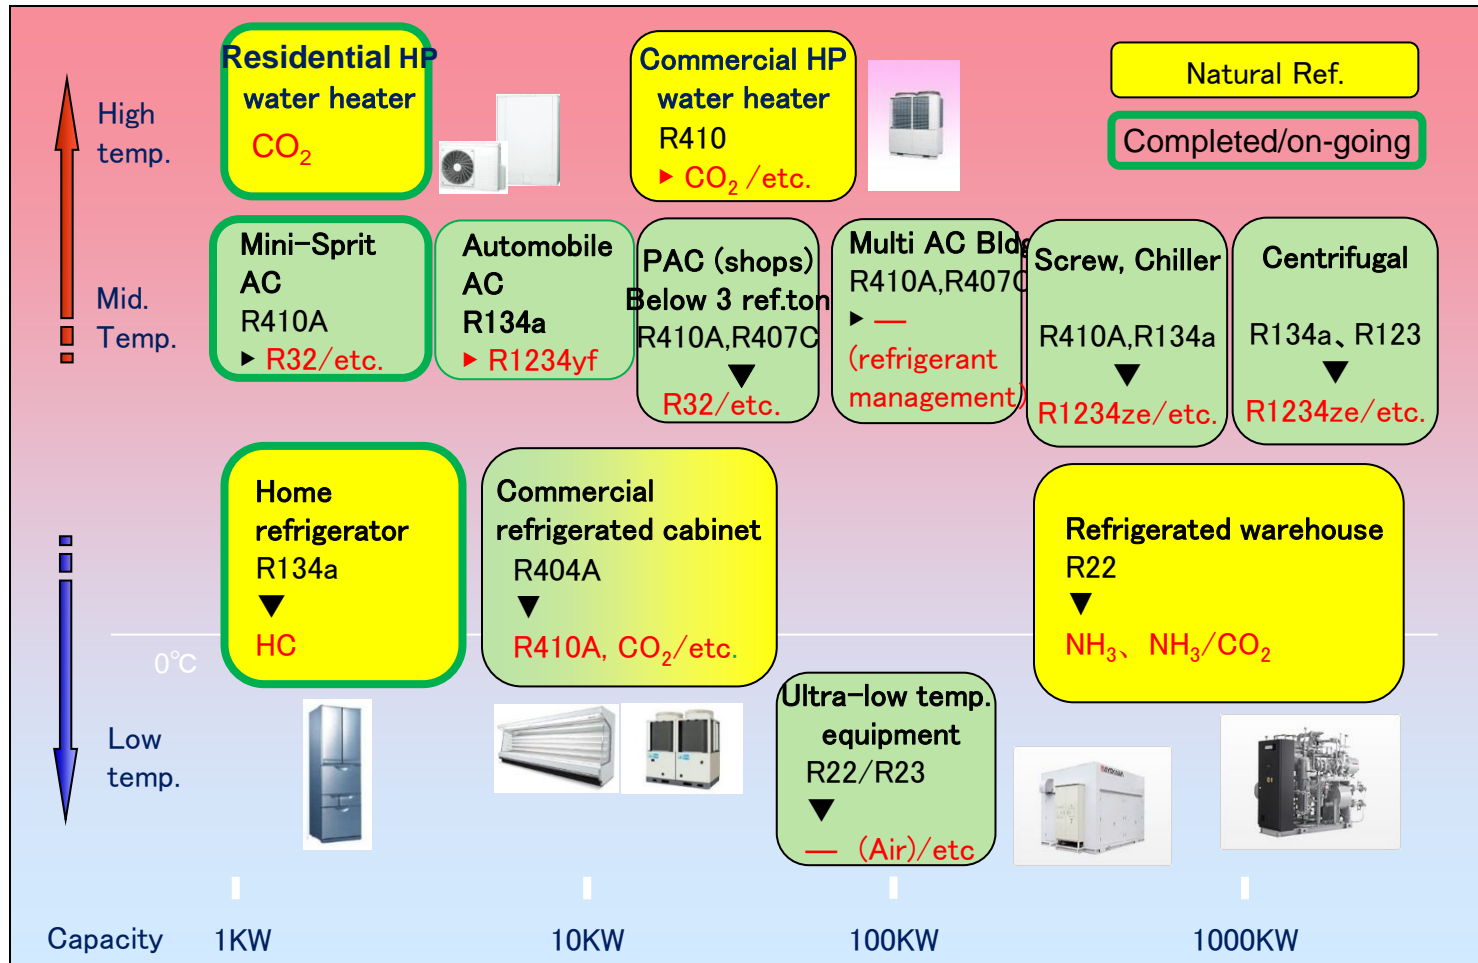 Residential HP
water heater
CO₂
Commercial HP
water heater
R410
▶ CO₂ /etc.
Natural Ref.
Completed/on-going
High
temp.
Mid.
Temp.
Mini-Sprit
AC
R410A
▶ R32/etc.
Automobile
AC
R134a
▶ R1234yf
PAC (shops)
Below 3 ref.ton
R410A,R407C
▼
R32/etc.
Multi AC Bldg
R410A,R407C
▶ —
(refrigerant
management)
Screw, Chiller
R410A,R134a
▼
R1234ze/etc.
Centrifugal
R134a、R123
▼
R1234ze/etc.
Home
refrigerator
R134a
▼
HC
Commercial
refrigerated cabinet
R404A
▼
R410A, CO₂/etc.
Refrigerated warehouse
R22
▼
NH₃、 NH₃/CO₂
0℃
Ultra-low temp.
equipment
R22/R23
▼
— (Air)/etc
Low
temp.
Capacity 1KW 10KW 100KW 1000KW